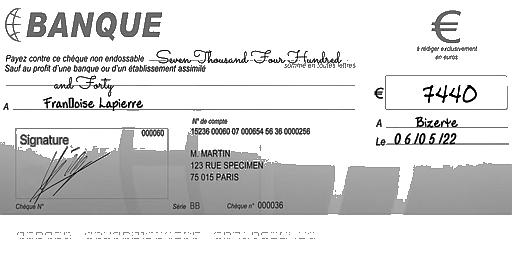 BANQUE
€
à rédiger exclusivement
en euros
Payez contre ce chèque non endossable Seven Thousand Four Hundred
somme en toutes lettres
Sauf au profit d'une banque ou d'un établissement assimilé
and Forty
€ 7440
A Fran▯oise Lapierre
A Bizerte
Le 06/05/22
N° de compte
Signature 000060 15236 00060 07 000654 56 36 0000256
M. MARTIN
123 RUE SPECIMEN
75 015 PARIS
Chèque N° Série BB Chèque n° 000036